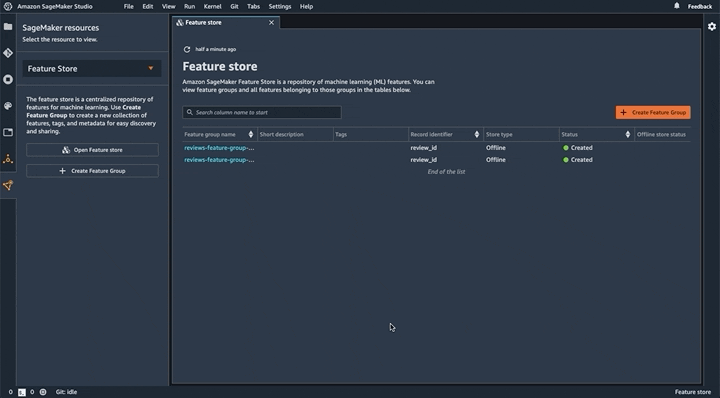 Amazon SageMaker Studio File Edit View Run Kernel Git Tabs Settings Help Feedback
SageMaker resources
Select the resource to view.
Feature Store
The feature store is a centralized repository of
features for machine learning. Use Create
Feature Group to create a new collection of
features, tags, and metadata for easy discovery
and sharing.
Open Feature store
Create Feature Group
Feature store
half a minute ago
Feature store
Amazon SageMaker Feature Store is a repository of machine learning (ML) features. You can
view feature groups and all features belonging to those groups in the tables below.
Search column name to start
Create Feature Group
Feature group name Short description Tags Record identifier Store type Status Offline store status
reviews-feature-group-... review_id Offline Created
reviews-feature-group-... review_id Offline Created
End of the list
0 0 Git: idle Feature store